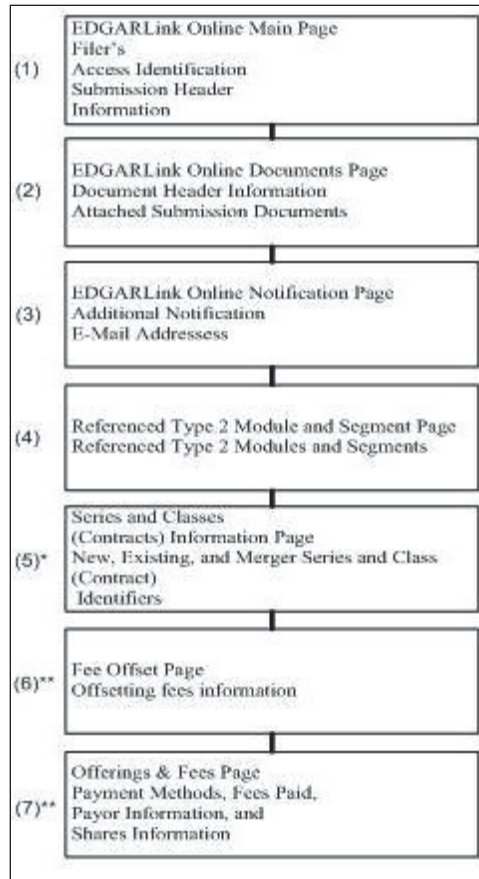 (1)
EDGARLink Online Main Page
Filer's
Access Identification
Submission Header
Information
(2)
EDGARLink Online Documents Page
Document Header Information
Attached Submission Documents
(3)
EDGARLink Online Notification Page
Additional Notification
E-Mail Addressess
(4)
Referenced Type 2 Module and Segment Page
Referenced Type 2 Modules and Segments
(5)*
Series and Classes
(Contracts) Information Page
New, Existing, and Merger Series and Class
(Contract)
Identifiers
(6)**
Fee Offset Page
Offsetting fees information
(7)**
Offerings & Fees Page
Payment Methods, Fees Paid,
Payor Information, and
Shares Information